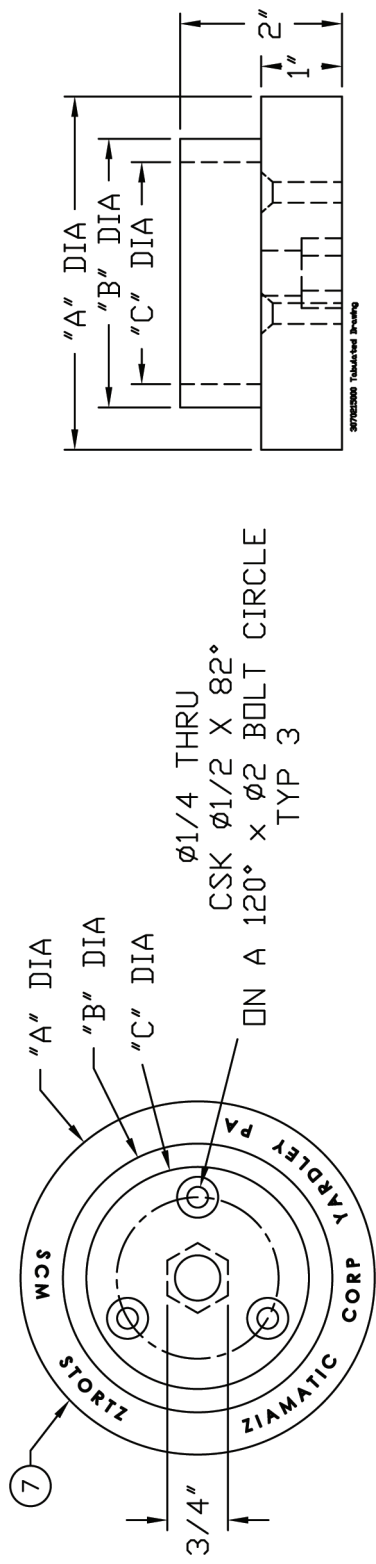 7
"A" DIA
"B" DIA
"C" DIA
STORTZ SCM
ZIAMATIC CORP YARDLEY PA
3/4"
ø1/4 THRU
CSK ø1/2 X 82°
ON A 120° x ø2 BOLT CIRCLE
TYP 3
"A" DIA
"B" DIA
"C" DIA
2"
1"
3070215000 Tabulated Drawing